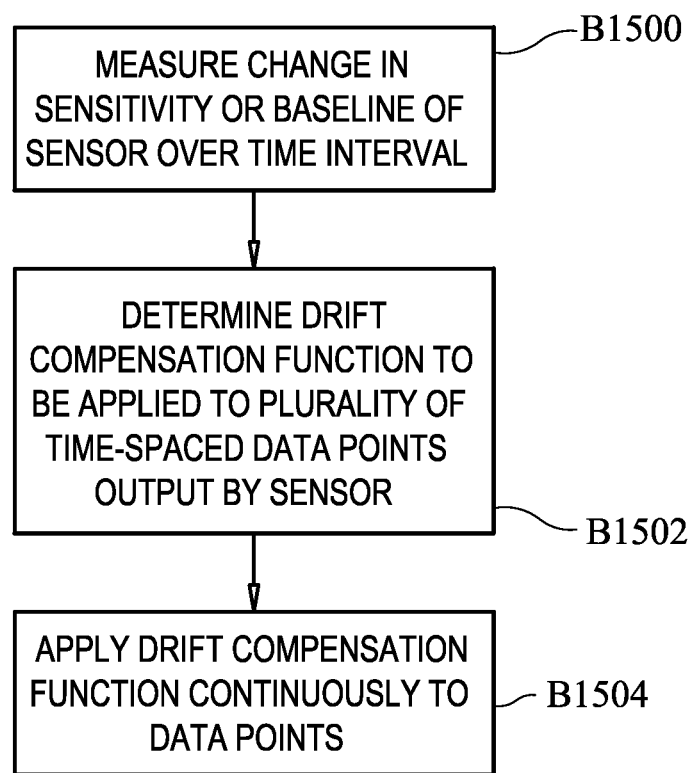 B1500
MEASURE CHANGE IN
SENSITIVITY OR BASELINE OF
SENSOR OVER TIME INTERVAL
DETERMINE DRIFT
COMPENSATION FUNCTION TO
BE APPLIED TO PLURALITY OF
TIME-SPACED DATA POINTS
OUTPUT BY SENSOR
B1502
APPLY DRIFT COMPENSATION
FUNCTION CONTINUOUSLY TO
DATA POINTS
B1504